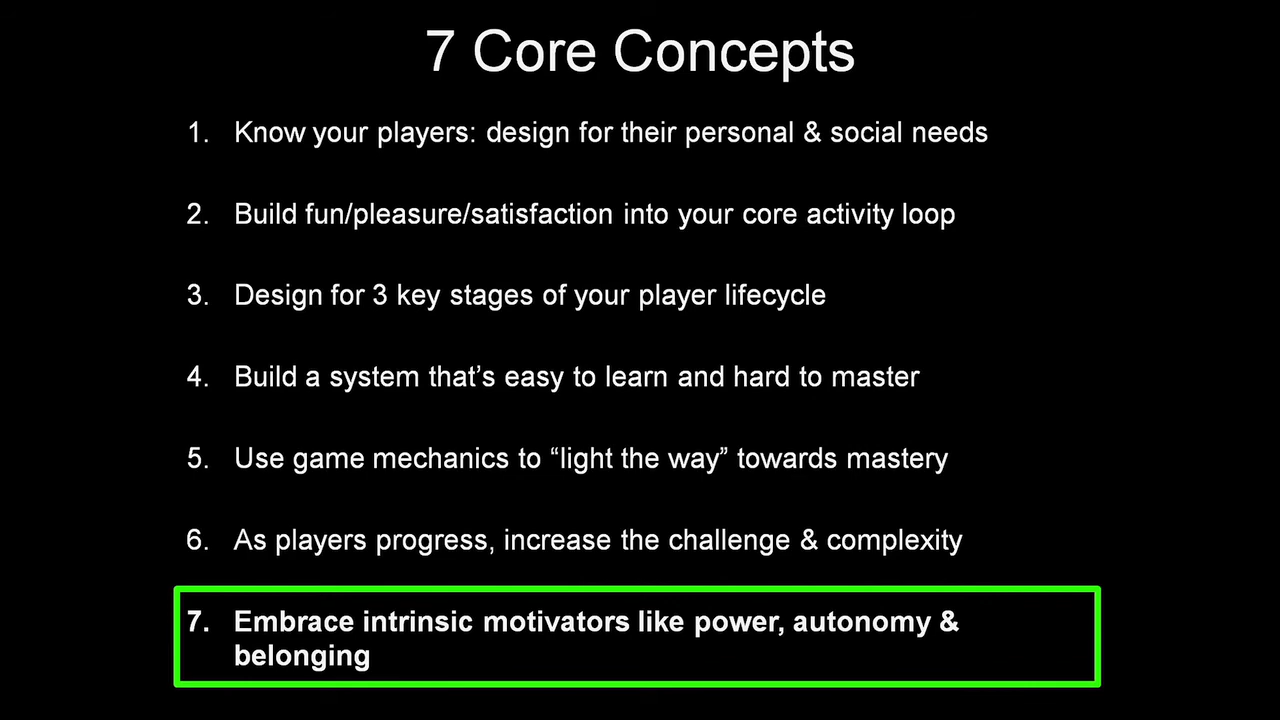 7 Core Concepts
1. Know your players: design for their personal & social needs
2. Build fun/pleasure/satisfaction into your core activity loop
3. Design for 3 key stages of your player lifecycle
4. Build a system that’s easy to learn and hard to master
5. Use game mechanics to “light the way” towards mastery
6. As players progress, increase the challenge & complexity
7. Embrace intrinsic motivators like power, autonomy &
belonging